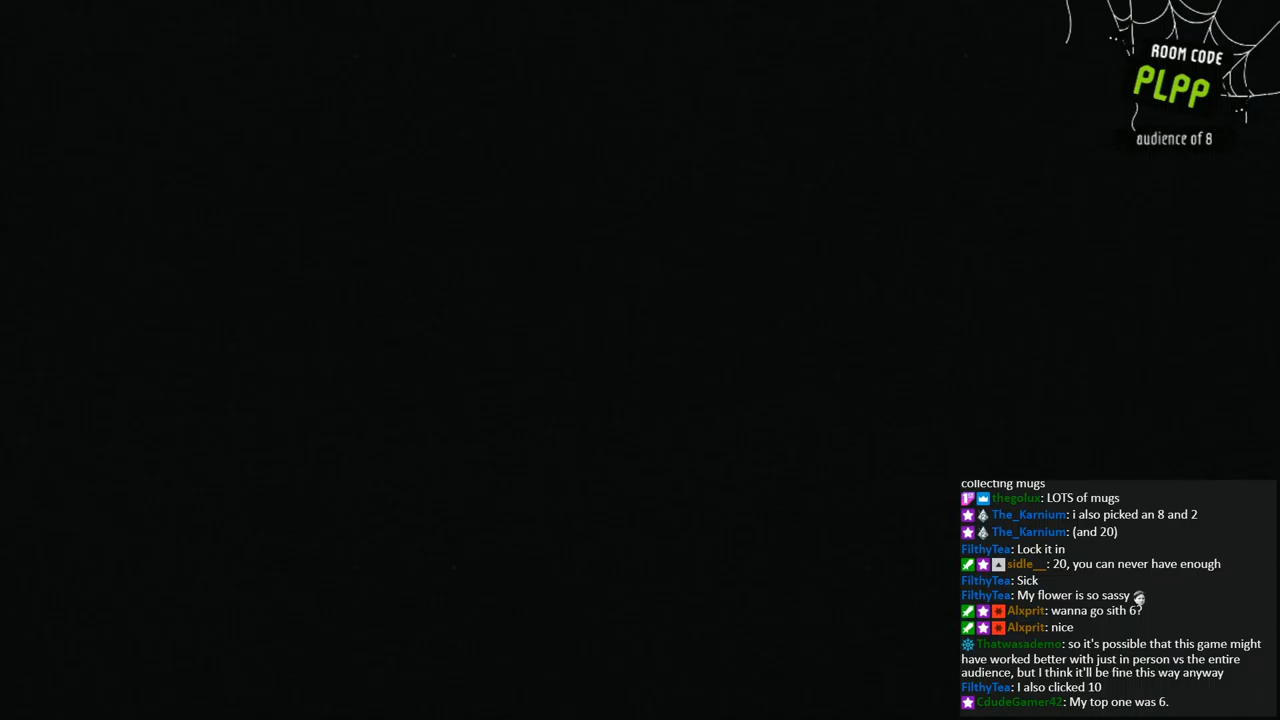 ROOM CODE
PLPP
audience of 8
collecting mugs
thegolux: LOTS of mugs
The_Karnium: i also picked an 8 and 2
The_Karnium: (and 20)
FilthyTea: Lock it in
sidle__: 20, you can never have enough
FilthyTea: Sick
FilthyTea: My flower is so sassy
Alxprit: wanna go sith 6?
Alxprit: nice
Thatwasademo: so it's possible that this game might
have worked better with just in person vs the entire
audience, but I think it'll be fine this way anyway
FilthyTea: I also clicked 10
CdudeGamer42: My top one was 6.